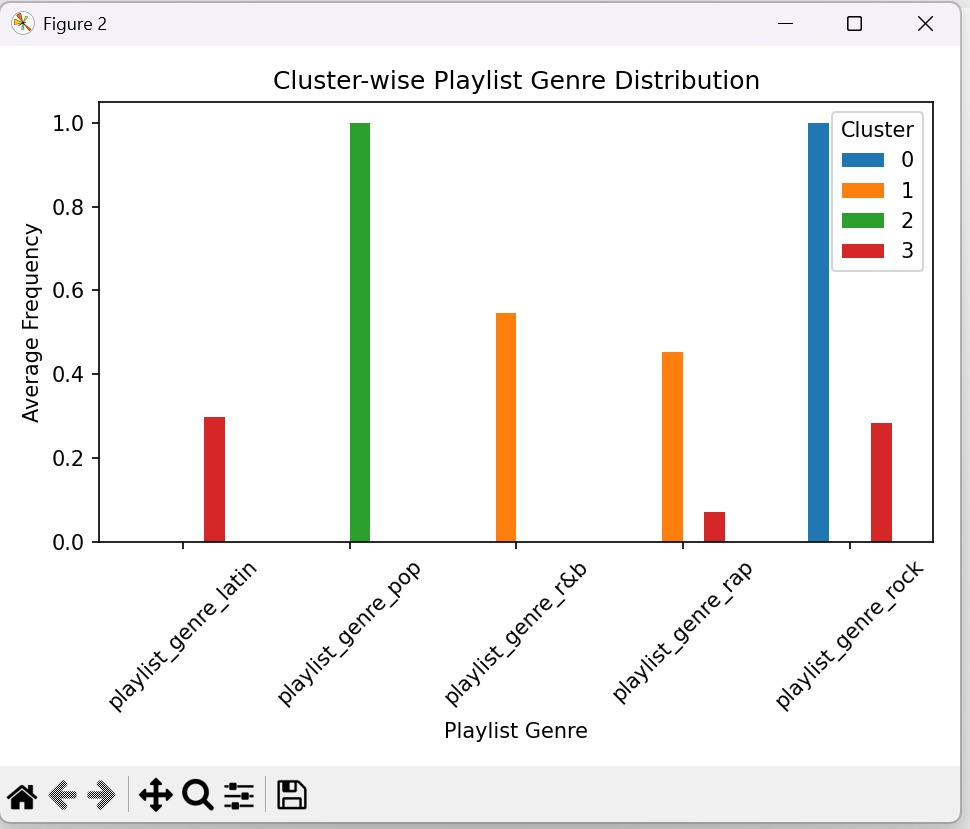 Figure 2
Cluster-wise Playlist Genre Distribution
Average Frequency
1.0
0.8
0.6
0.4
0.2
0.0
Cluster
0
1
2
3
playlist_genre_latin
playlist_genre_pop
playlist_genre_r&b
playlist_genre_rap
playlist_genre_rock
Playlist Genre